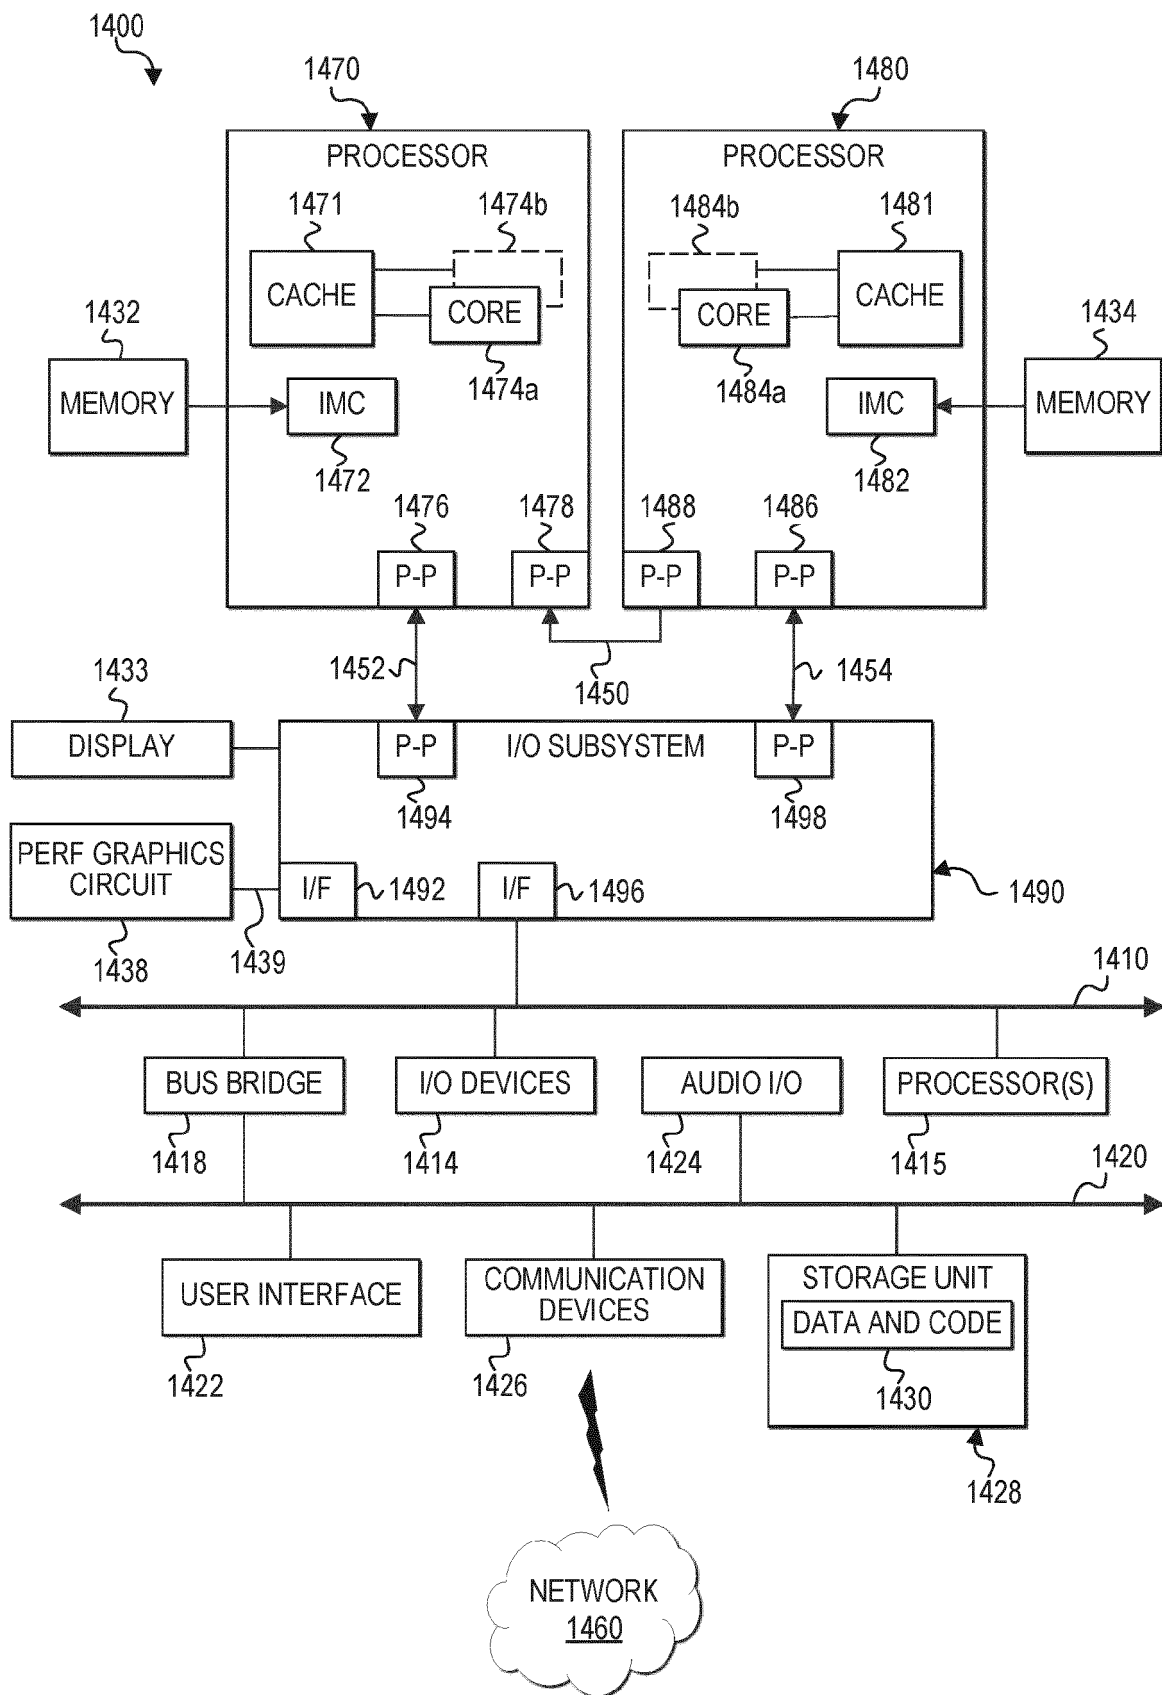 1400
1470
1480
PROCESSOR
PROCESSOR
1471
1474b
1484b
1481
CACHE
CORE
CORE
CACHE
1432
1434
1474a
1484a
MEMORY
IMC
IMC
MEMORY
1472
1482
1476
1478
1488
1486
P-P
P-P
P-P
P-P
1452
1450
1454
1433
DISPLAY
P-P
I/O SUBSYSTEM
P-P
1494
1498
PERF GRAPHICS
CIRCUIT
I/F
1492
I/F
1496
1490
1438
1439
1410
BUS BRIDGE
I/O DEVICES
AUDIO I/O
PROCESSOR(S)
1418
1414
1424
1415
1420
USER INTERFACE
COMMUNICATION
DEVICES
STORAGE UNIT
DATA AND CODE
1422
1426
1430
1428
NETWORK
1460